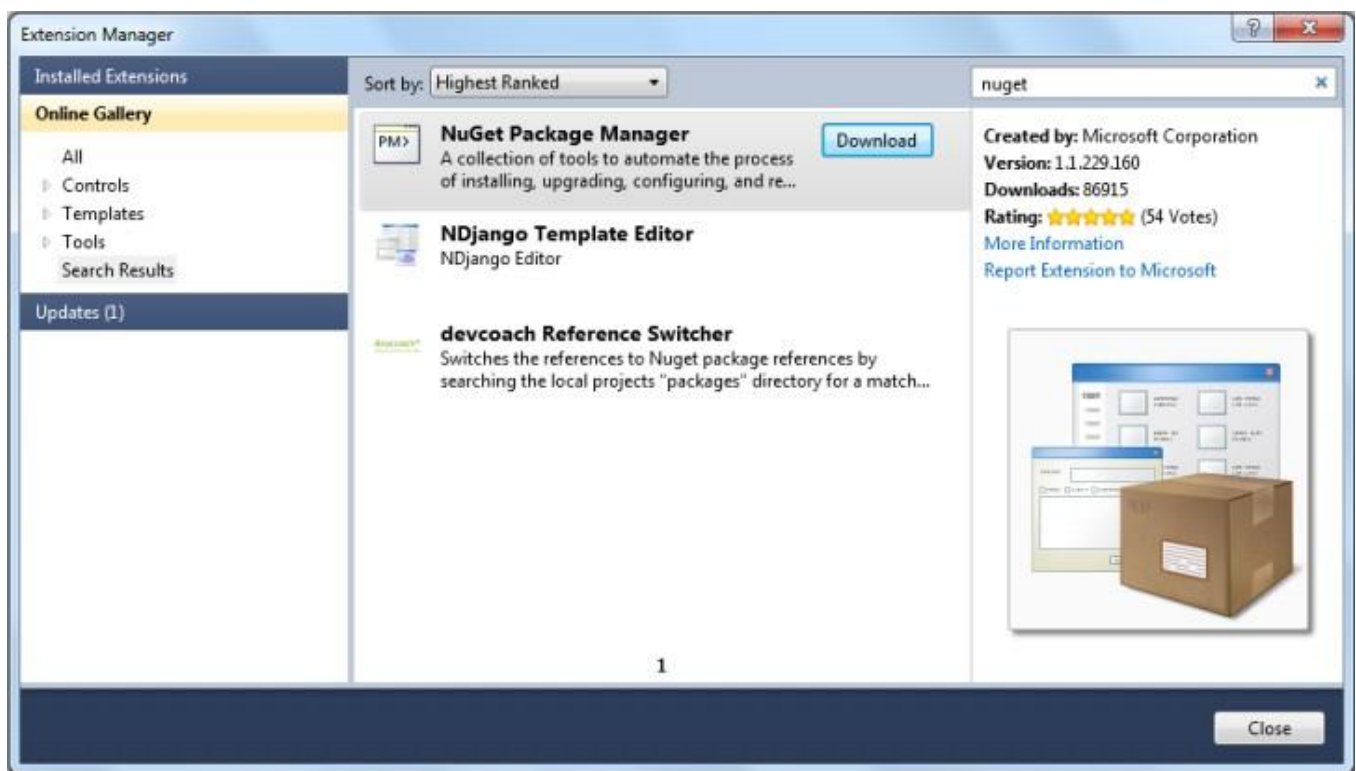 Extension Manager
Installed Extensions
Online Gallery
All
Controls
Templates
Tools
Search Results
Updates (1)
Sort by: Highest Ranked
nuget
PM>
NuGet Package Manager
Download
A collection of tools to automate the process
of installing, upgrading, configuring, and re...
NDjango Template Editor
NDjango Editor
devcoach Reference Switcher
Switches the references to Nuget package references by
searching the local projects "packages" directory for a match...
1
Created by: Microsoft Corporation
Version: 1.1.229.160
Downloads: 86915
Rating: (54 Votes)
More Information
Report Extension to Microsoft
Close